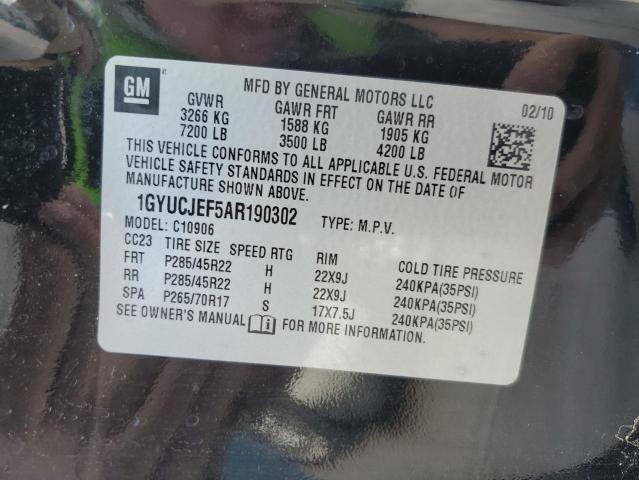 GM
MFD BY GENERAL MOTORS LLC 02/10
GVWR GAWR FRT GAWR RR
3266 KG 1588 KG 1905 KG
7200 LB 3500 LB 4200 LB
THIS VEHICLE CONFORMS TO ALL APPLICABLE U.S. FEDERAL MOTOR
VEHICLE SAFETY STANDARDS IN EFFECT ON THE DATE OF
MANUFACTURE SHOWN ABOVE.
1GYUCJEF5AR190302 TYPE: M.P.V.
MODEL: C10906
CC23 TIRE SIZE SPEED RTG RIM COLD TIRE PRESSURE
FRT P285/45R22 H 22X9J 240KPA(35PSI)
RR P285/45R22 H 22X9J 240KPA(35PSI)
SPA P265/70R17 S 17X7.5J 240KPA(35PSI)
SEE OWNER'S MANUAL FOR MORE INFORMATION.